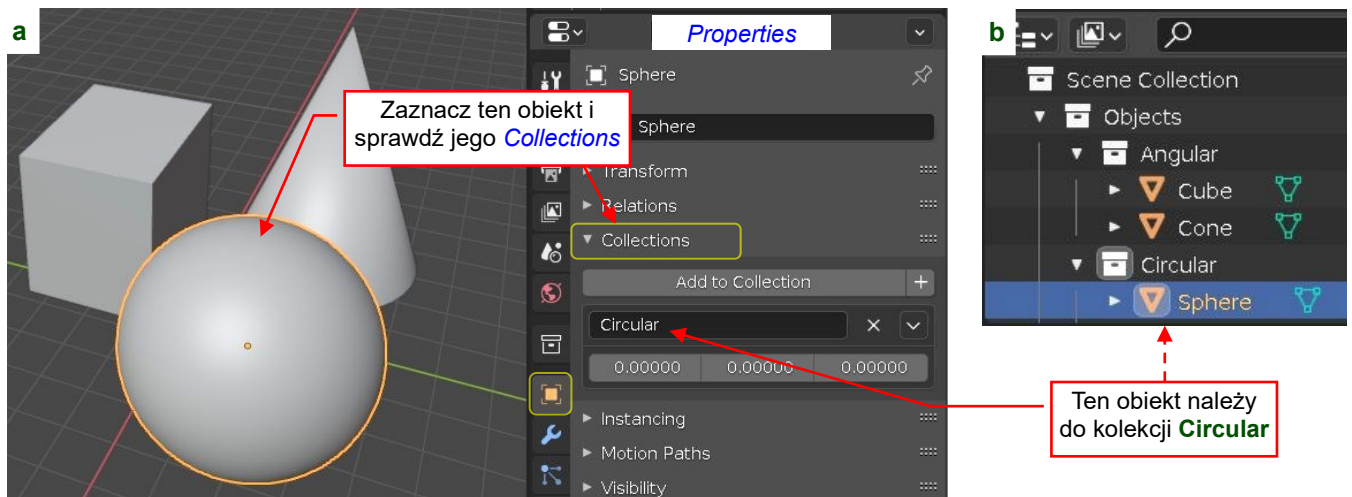 a
Zaznacz ten obiekt i
sprawdź jego Collections
Properties
Sphere
Sphere
Transform
Relations
Collections
Add to Collection
+
Circular
0.00000 0.00000 0.00000
Instancing
Motion Paths
Visibility
b
Scene Collection
Objects
Angular
Cube
Cone
Circular
Sphere
Ten obiekt należy
do kolekcji Circular